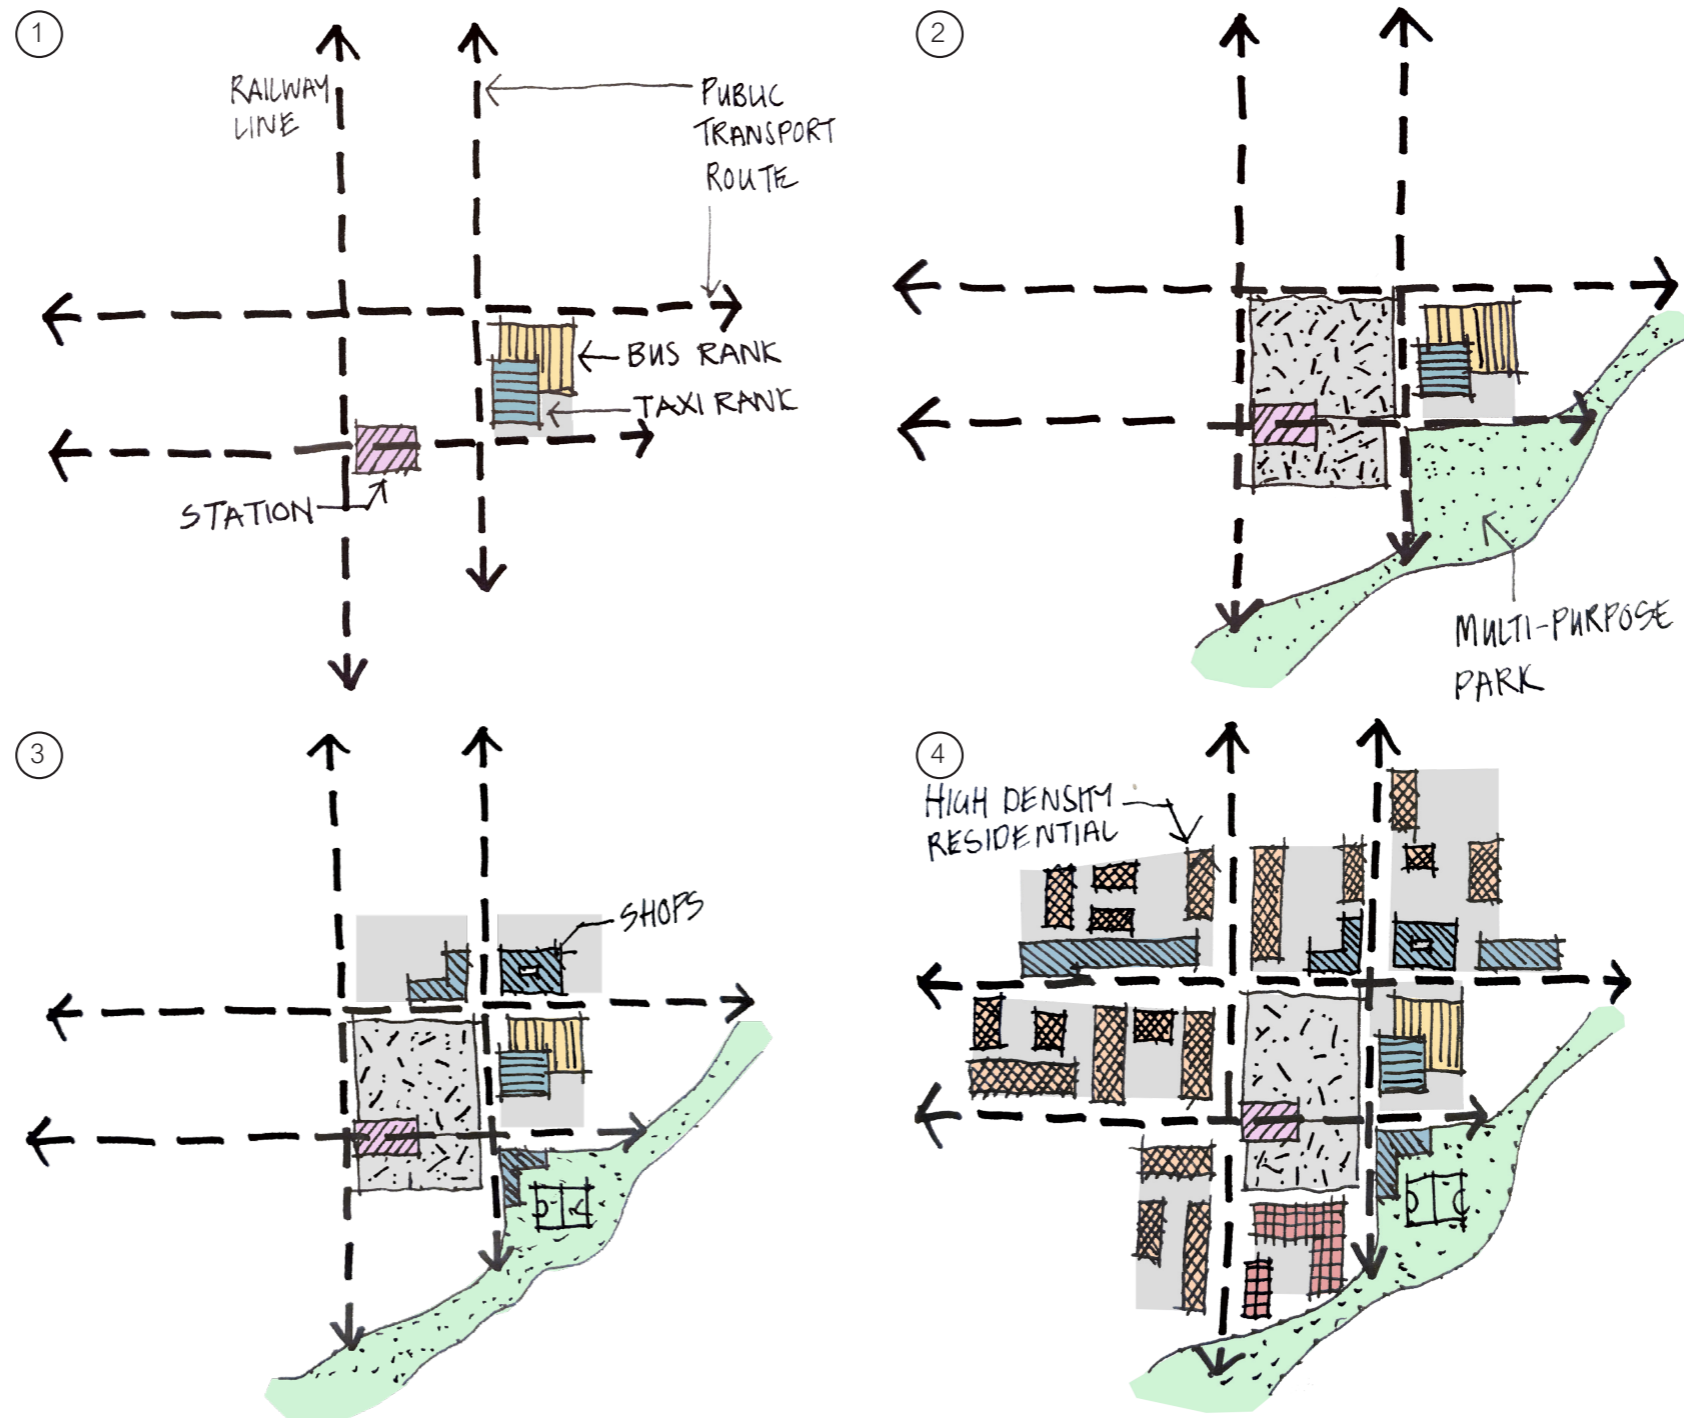 1
RAILWAY
LINE
PUBLIC
TRANSPORT
ROUTE
BUS RANK
TAXI RANK
STATION
2
MULTI-PURPOSE
PARK
3
SHOPS
4
HIGH DENSITY
RESIDENTIAL